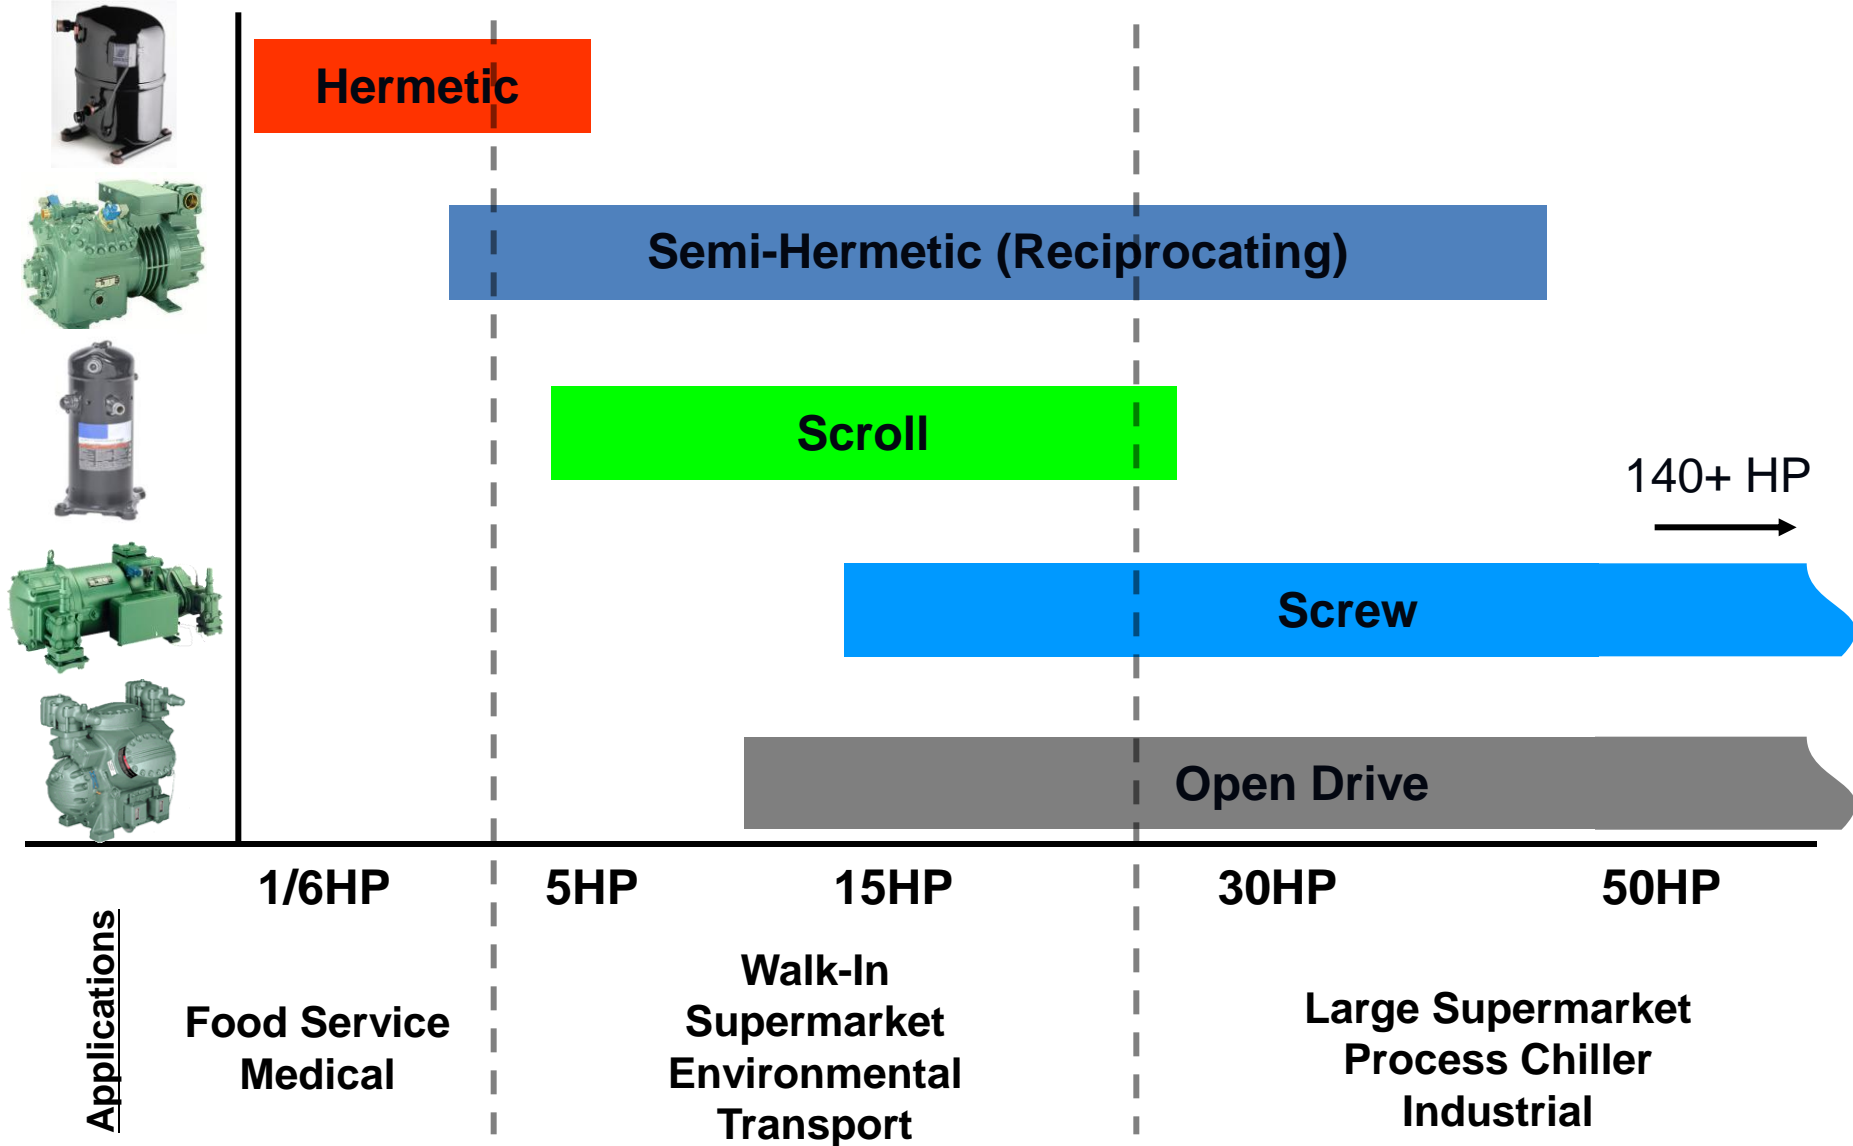 Hermetic
Semi-Hermetic (Reciprocating)
Scroll
140+ HP
Screw
Open Drive
1/6HP
5HP
15HP
30HP
50HP
Applications
Food Service
Medical
Walk-In
Supermarket
Environmental
Transport
Large Supermarket
Process Chiller
Industrial